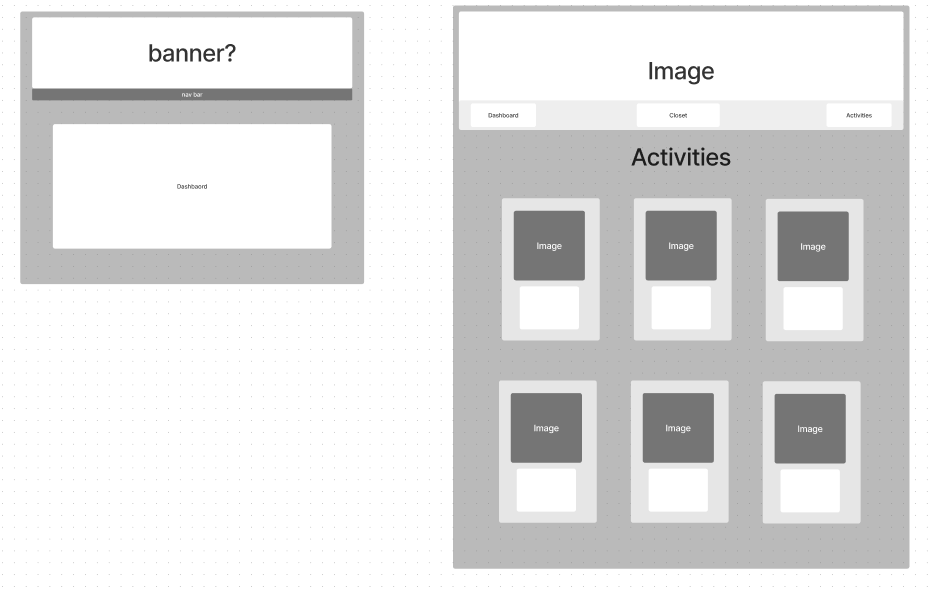 banner?
nav bar
Dashbaord
Image
Dashboard
Closet
Activities
Activities
Image
Image
Image
Image
Image
Image